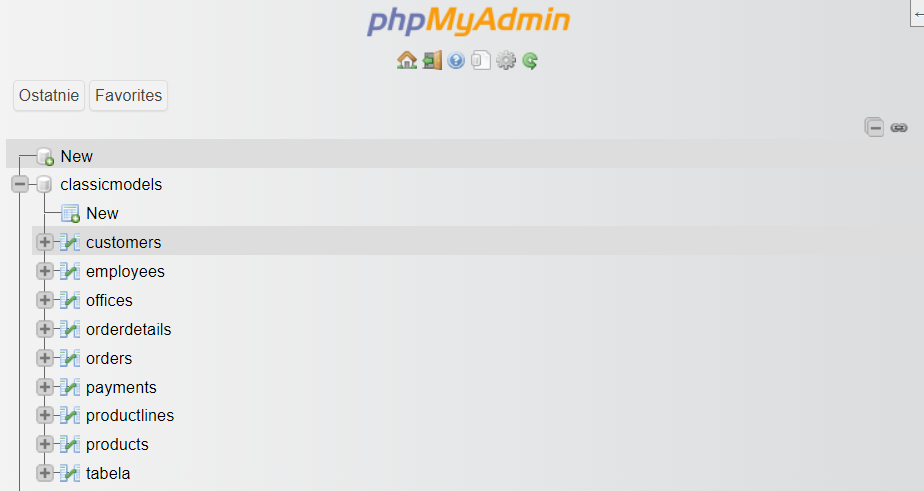 phpMyAdmin
Ostatnie Favorites
New
classicmodels
New
customers
employees
offices
orderdetails
orders
payments
productlines
products
tabela